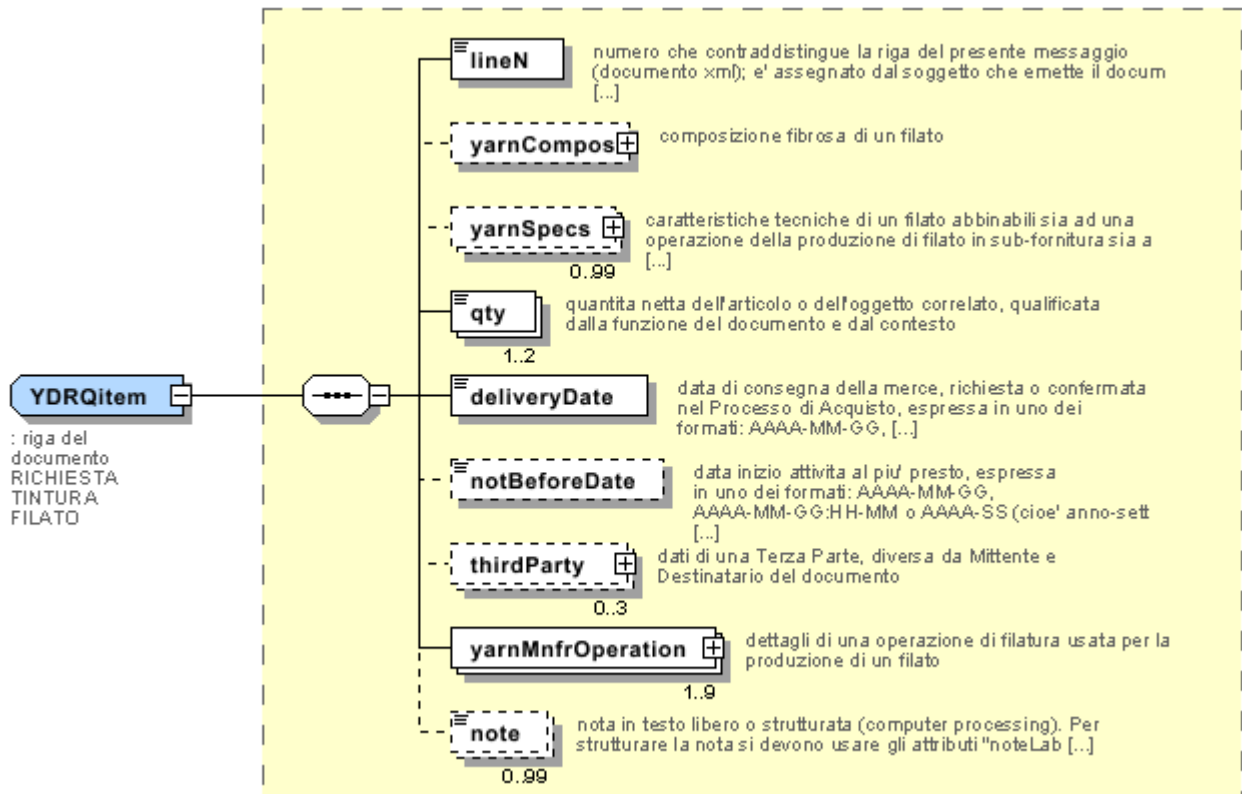 lineN
numero che contraddistingue la riga del presente messaggio
(documento xml); e' assegnato dal soggetto che emette il docum
[...]
yarnCompos
composizione fibrosa di un filato
yarnSpecs
caratteristiche tecniche di un filato abbinabili sia ad una
operazione della produzione di filato in sub-fornitura sia a
[...]
0..99
qty
quantita netta dell'articolo o dell'oggetto correlato, qualificata
dalla funzione del documento e dal contesto
1..2
YDRQitem
: riga del
documento
RICHIESTA
TINTURA
FILATO
deliveryDate
data di consegna della merce, richiesta o confermata
nel Processo di Acquisto, espressa in uno dei
formati: AAAA-MM-GG, [...]
notBeforeDate
data inizio attivita al piu' presto, espressa
in uno dei formati: AAAA-MM-GG,
AAAA-MM-GG:HH-MM o AAAA-SS (cioe' anno-sett
[...]
thirdParty
dati di una Terza Parte, diversa da Mittente e
Destinatario del documento
0..3
yarnMnfrOperation
dettagli di una operazione di filatura usata per la
produzione di un filato
1..9
note
nota in testo libero o strutturata (computer processing). Per
strutturare la nota si devono usare gli attributi "noteLab [...]
0..99